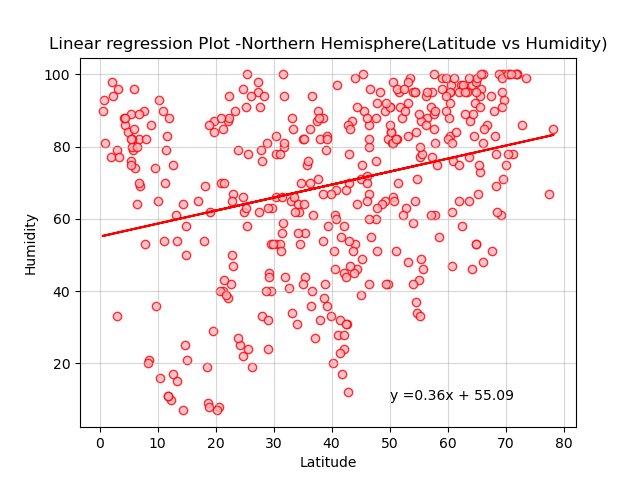 Linear regression Plot -Northern Hemisphere(Latitude vs Humidity)
100
80
60
40
20
Humidity
y =0.36x + 55.09
0 10 20 30 40 50 60 70 80
Latitude